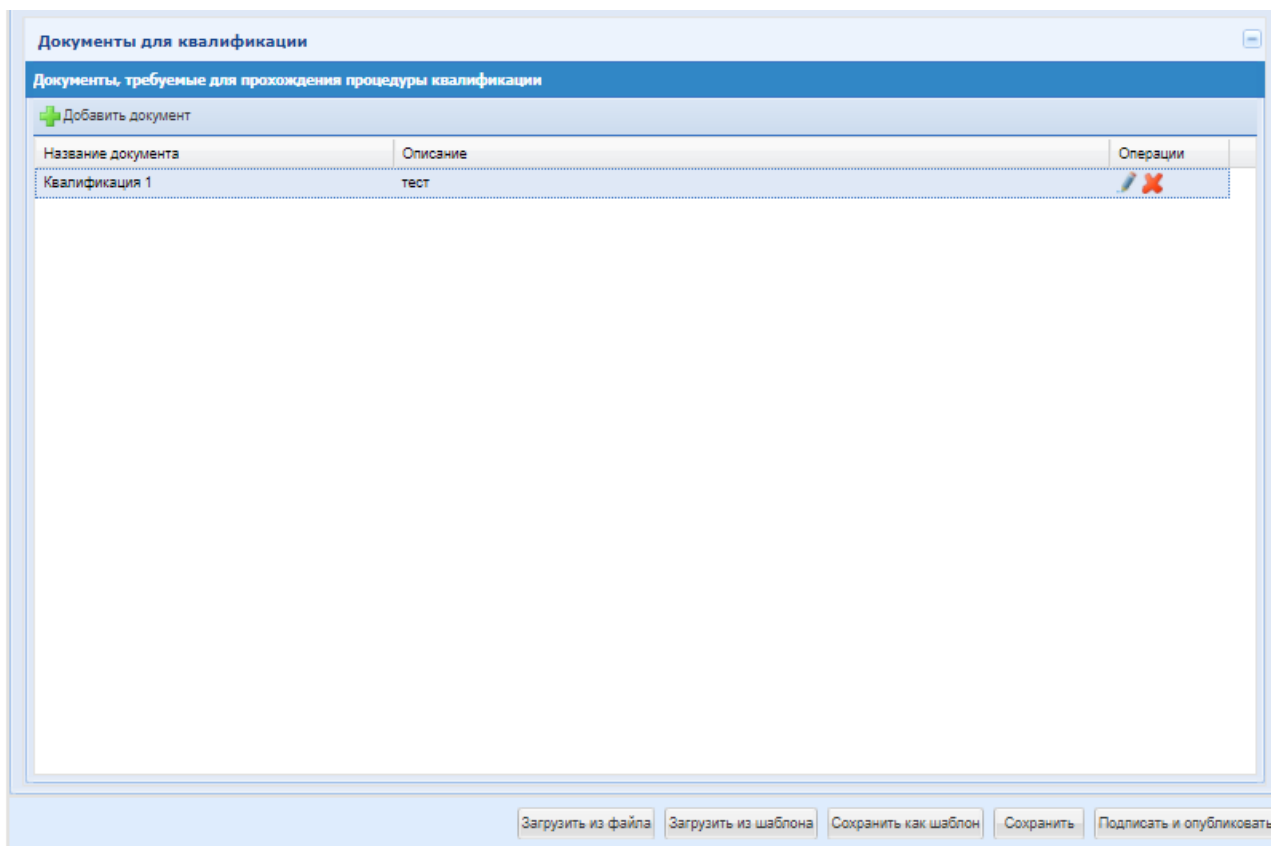 Документы для квалификации
Документы, требуемые для прохождения процедуры квалификации
Добавить документ
Название документа Описание Операции
Квалификация 1 тест
Загрузить из файла Загрузить из шаблона Сохранить как шаблон Сохранить Подписать и опубликовать